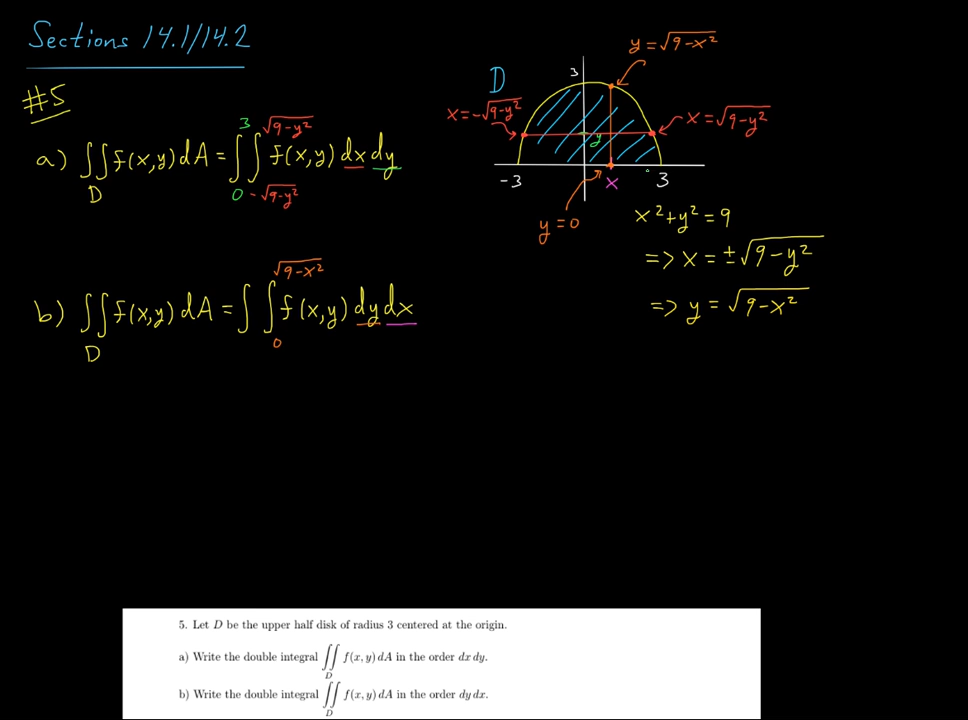 Sections 14.1/14.2
#5
a) ∬_D f(x,y) dA = ∫_0^3 ∫_{-√(9-y²)}^{√(9-y²)} f(x,y) dx dy
b) ∬_D f(x,y) dA = ∫ ∫_0^{√(9-x²)} f(x,y) dy dx
y = √(9-x²)
D
3
x = -√(9-y²)
x = √(9-y²)
y
-3
x
3
y = 0
x² + y² = 9
=> x = ±√(9-y²)
=> y = √(9-x²)
5. Let D be the upper half disk of radius 3 centered at the origin.
a) Write the double integral ∬_D f(x, y) dA in the order dx dy.
b) Write the double integral ∬_D f(x, y) dA in the order dy dx.